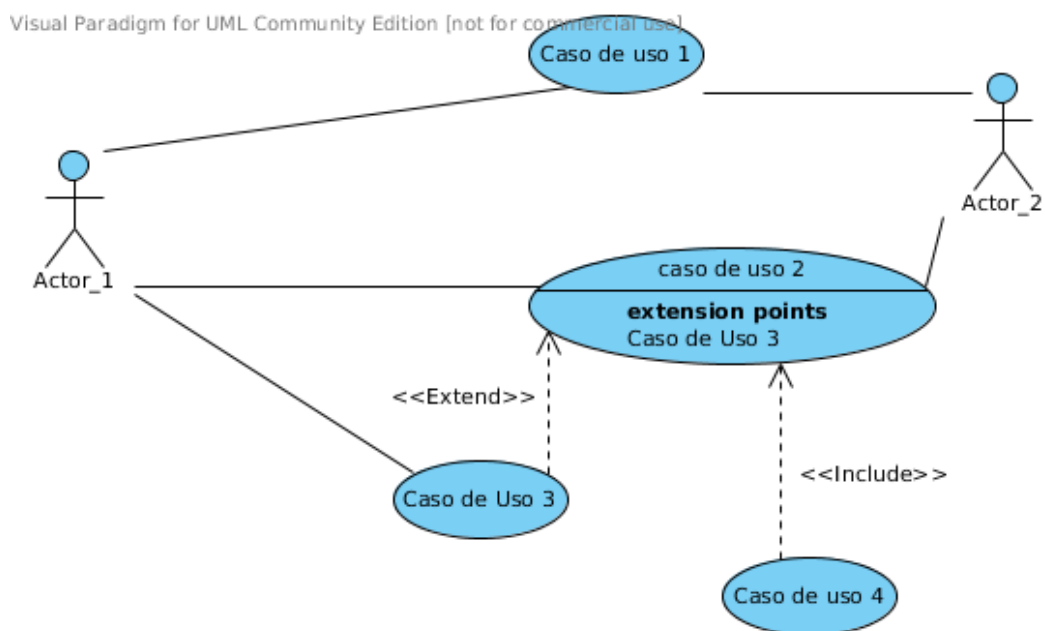 Visual Paradigm for UML Community Edition [not for commercial use]
Caso de uso 1
Actor_2
Actor_1
caso de uso 2
extension points
Caso de Uso 3
<<Extend>>
<<Include>>
Caso de Uso 3
Caso de uso 4